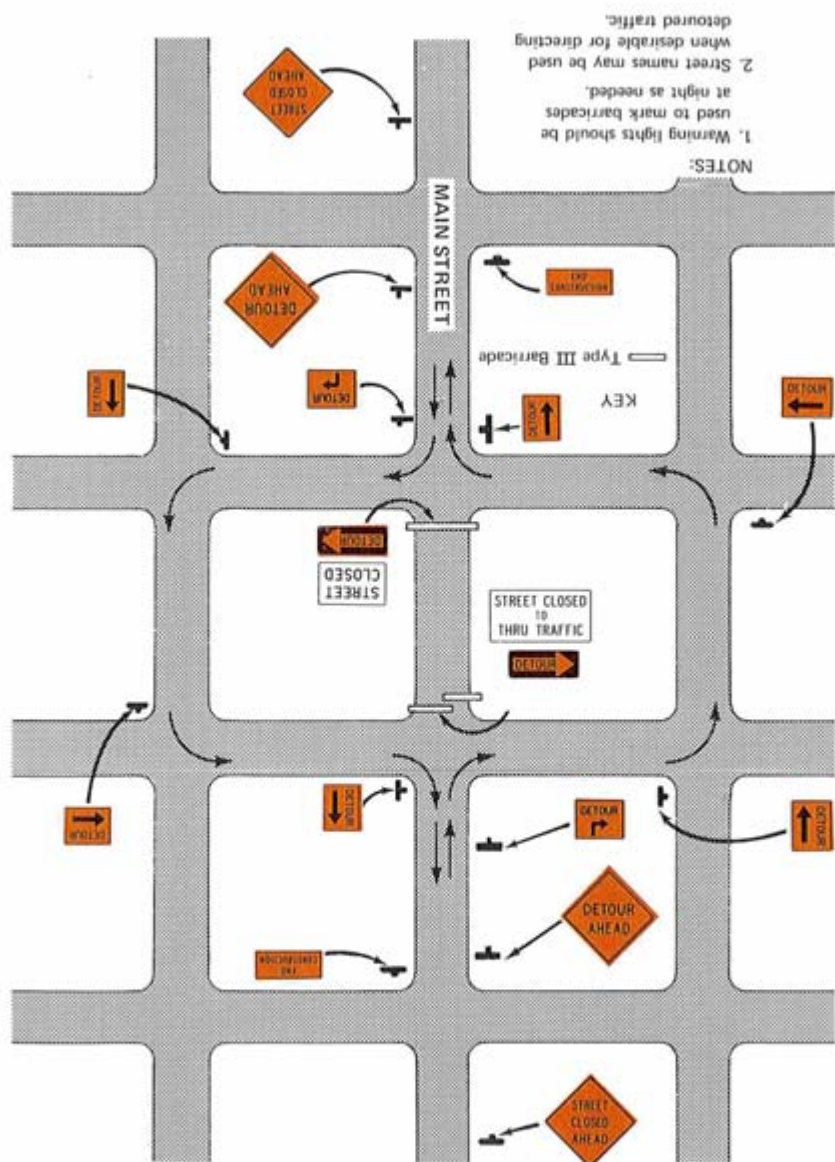 NOTES:
1. Warning lights should be
used to mark barricades
at night as needed.
2. Street names may be used
when desirable for directing
detoured traffic.
STREET
CLOSED
AHEAD
MAIN STREET
DETOUR
AHEAD
END
CONSTRUCTION
KEY
Type III Barricade
DETOUR
DETOUR
DETOUR
DETOUR
STREET
CLOSED
DETOUR
STREET CLOSED
TO
THRU TRAFFIC
DETOUR
DETOUR
DETOUR
DETOUR
DETOUR
DETOUR
AHEAD
END
CONSTRUCTION
STREET
CLOSED
AHEAD